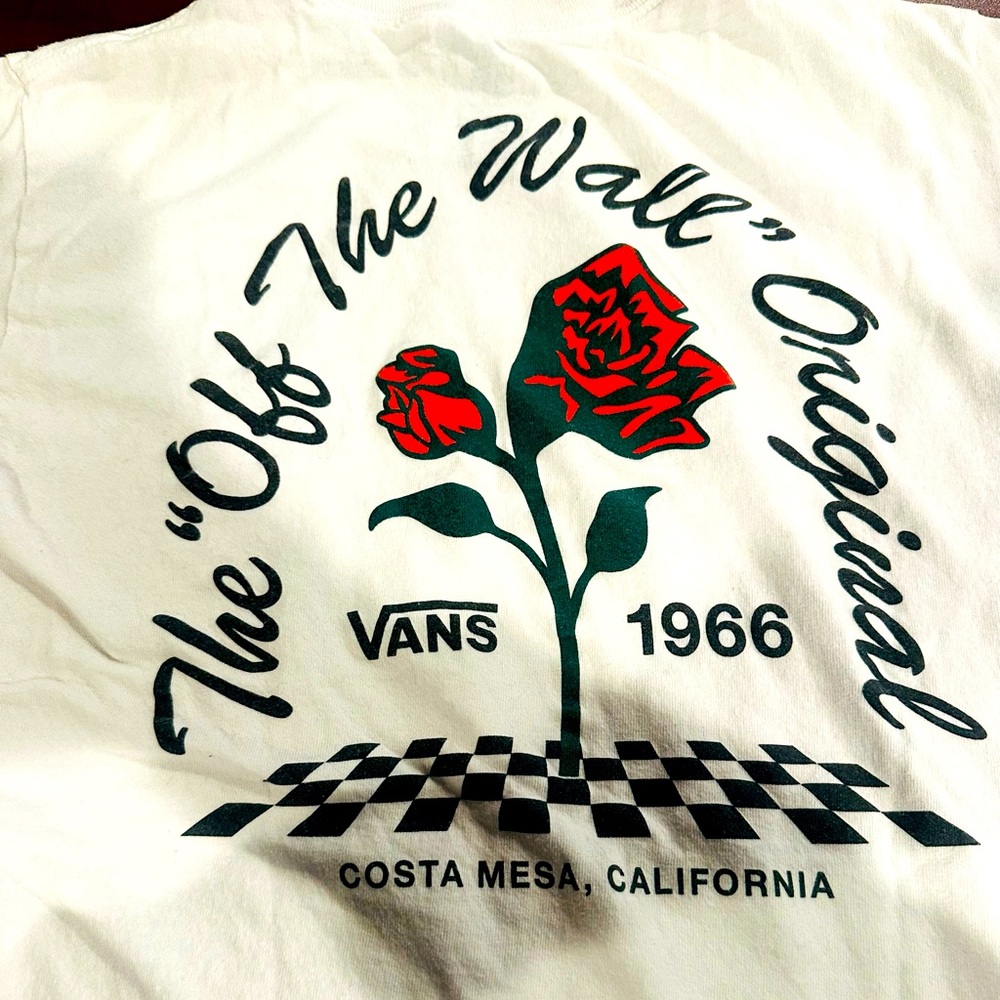 The "Off The Wall" Original
VANS 1966
COSTA MESA, CALIFORNIA